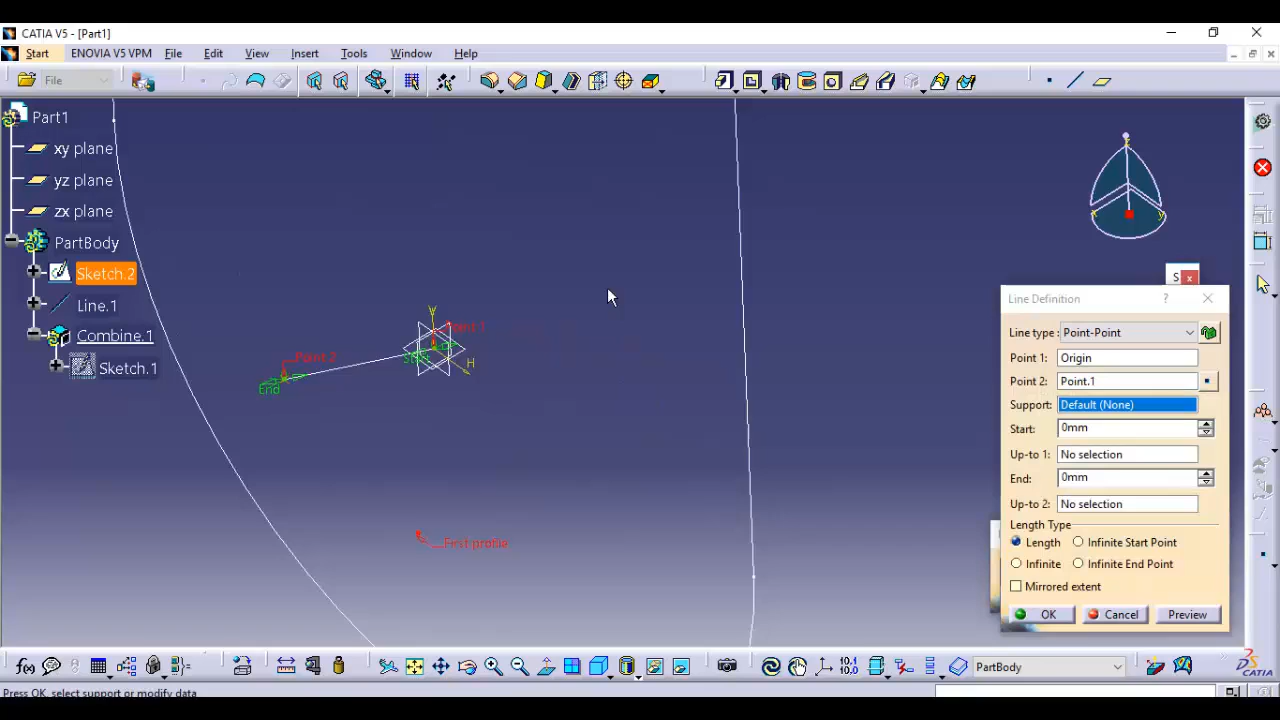 CATIA V5 - [Part1]
Start ENOVIA V5 VPM File Edit View Insert Tools Window Help
File
Part1
xy plane
yz plane
zx plane
PartBody
Sketch.2
Line.1
Combine.1
Sketch.1
Y
Point 1
H
Point 2
End
First profile
S
Line Definition ?
Line type: Point-Point
Point 1: Origin
Point 2: Point.1
Support: Default (None)
Start: 0mm
Up-to 1: No selection
End: 0mm
Up-to 2: No selection
Length Type
Length Infinite Start Point
Infinite Infinite End Point
Mirrored extent
OK Cancel Preview
f(x) PartBody
CATIA
Press OK, select support or modify data